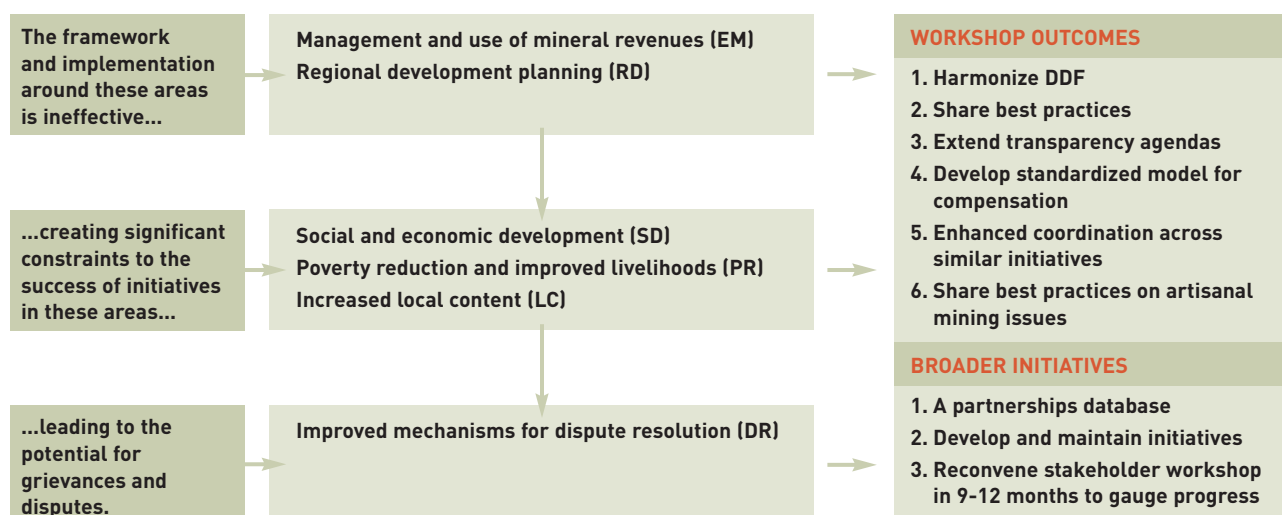 The framework
and implementation
around these areas
is ineffective...
Management and use of mineral revenues (EM)
Regional development planning (RD)
...creating significant
constraints to the
success of initiatives
in these areas...
Social and economic development (SD)
Poverty reduction and improved livelihoods (PR)
Increased local content (LC)
...leading to the
potential for
grievances and
disputes.
Improved mechanisms for dispute resolution (DR)
WORKSHOP OUTCOMES
1. Harmonize DDF
2. Share best practices
3. Extend transparency agendas
4. Develop standardized model for
compensation
5. Enhanced coordination across
similar initiatives
6. Share best practices on artisanal
mining issues
BROADER INITIATIVES
1. A partnerships database
2. Develop and maintain initiatives
3. Reconvene stakeholder workshop
in 9-12 months to gauge progress